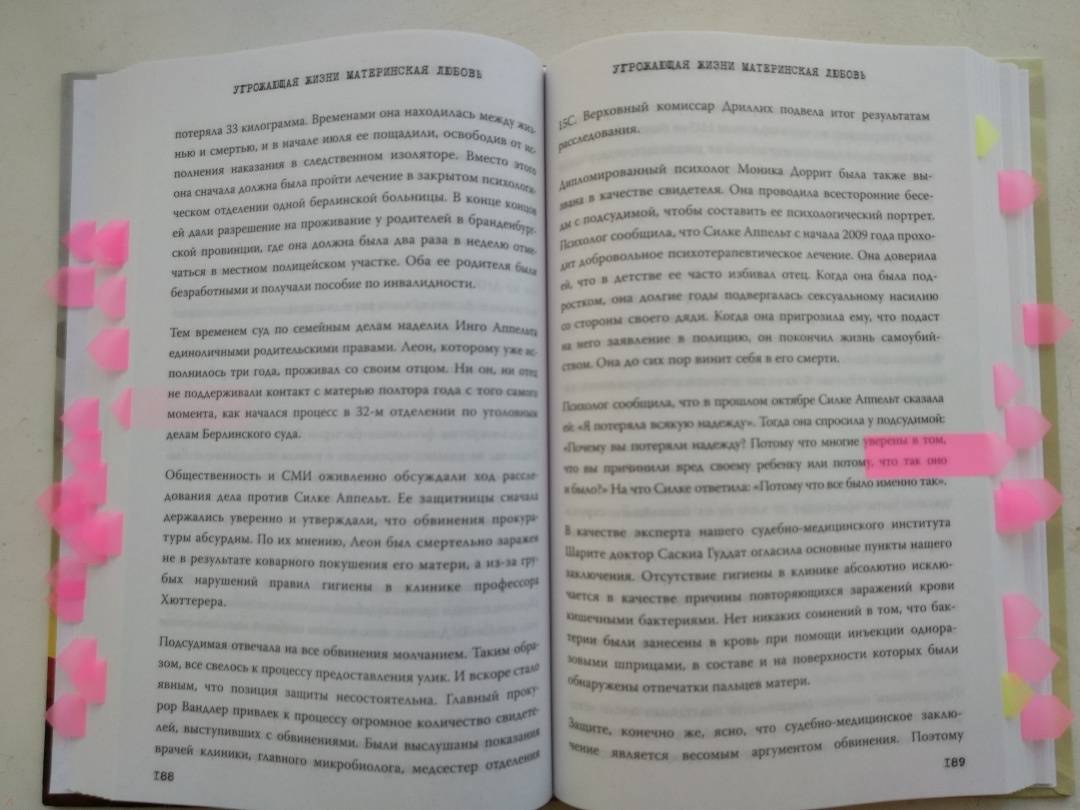 УГРОЖАЮЩАЯ ЖИЗНИ МАТЕРИНСКАЯ ЛЮБОВЬ
потеряла 33 килограмма. Временами она находилась между жиз-
нью и смертью, и в начале июля ее пощадили, освободив от ис-
полнения наказания в следственном изоляторе. Вместо этого
она сначала должна была пройти лечение в закрытом психологи-
ческом отделении одной берлинской больницы. В конце концов
ей дали разрешение на проживание у родителей в бранденбург-
ской провинции, где она должна была два раза в неделю отме-
чаться в местном полицейском участке. Оба ее родителя были
безработными и получали пособие по инвалидности.
Тем временем суд по семейным делам наделил Инго Аппельта
единоличными родительскими правами. Леон, которому уже ис-
полнилось три года, проживал со своим отцом. Ни он, ни отец
не поддерживали контакт с матерью полтора года с того самого
момента, как начался процесс в 32-м отделении по уголовным
делам Берлинского суда.
Общественность и СМИ оживленно обсуждали ход рассле-
дования дела против Силке Аппельт. Ее защитницы сначала
держались уверенно и утверждали, что обвинения прокура-
туры абсурдны. По их мнению, Леон был смертельно заражен
не в результате коварного покушения его матери, а из-за гру-
бых нарушений правил гигиены в клинике профессора
Хюттерера.
Подсудимая отвечала на все обвинения молчанием. Таким обра-
зом, все свелось к процессу предоставления улик. И вскоре стало
явным, что позиция защиты несостоятельна. Главный проку-
рор Вандлер привлек к процессу огромное количество свидете-
лей, выступивших с обвинениями. Были выслушаны показания
врачей клиники, главного микробиолога, медсестер отделения
188
УГРОЖАЮЩАЯ ЖИЗНИ МАТЕРИНСКАЯ ЛЮБОВЬ
15С. Верховный комиссар Дриллих подвела итог результатам
расследования.
Дипломированный психолог Моника Доррит была также вы-
звана в качестве свидетеля. Она проводила всесторонние бесе-
ды с подсудимой, чтобы составить ее психологический портрет.
Психолог сообщила, что Силке Аппельт с начала 2009 года прохо-
дит добровольное психотерапевтическое лечение. Она доверила
ей, что в детстве ее часто избивал отец. Когда она была под-
ростком, она долгие годы подвергалась сексуальному насилию
со стороны своего дяди. Когда она пригрозила ему, что подаст
на него заявление в полицию, он покончил жизнь самоубий-
ством. Она до сих пор винит себя в его смерти.
Психолог сообщила, что в прошлом октябре Силке Аппельт сказала
ей: «Я потеряла всякую надежду». Тогда она спросила у подсудимой:
«Почему вы потеряли надежду? Потому что многие уверены в том,
что вы причинили вред своему ребенку или потому, что так оно
и было?» На что Силке ответила: «Потому что все было именно так».
В качестве эксперта нашего судебно-медицинского института
Шарите доктор Саскиа Гуддат огласила основные пункты нашего
заключения. Отсутствие гигиены в клинике абсолютно исклю-
чается в качестве причины повторяющихся заражений крови
кишечными бактериями. Нет никаких сомнений в том, что бак-
терии были занесены в кровь при помощи инъекции однора-
зовыми шприцами, в составе и на поверхности которых были
обнаружены отпечатки пальцев матери.
Защите, конечно же, ясно, что судебно-медицинское заклю-
чение является весомым аргументом обвинения. Поэтому
189